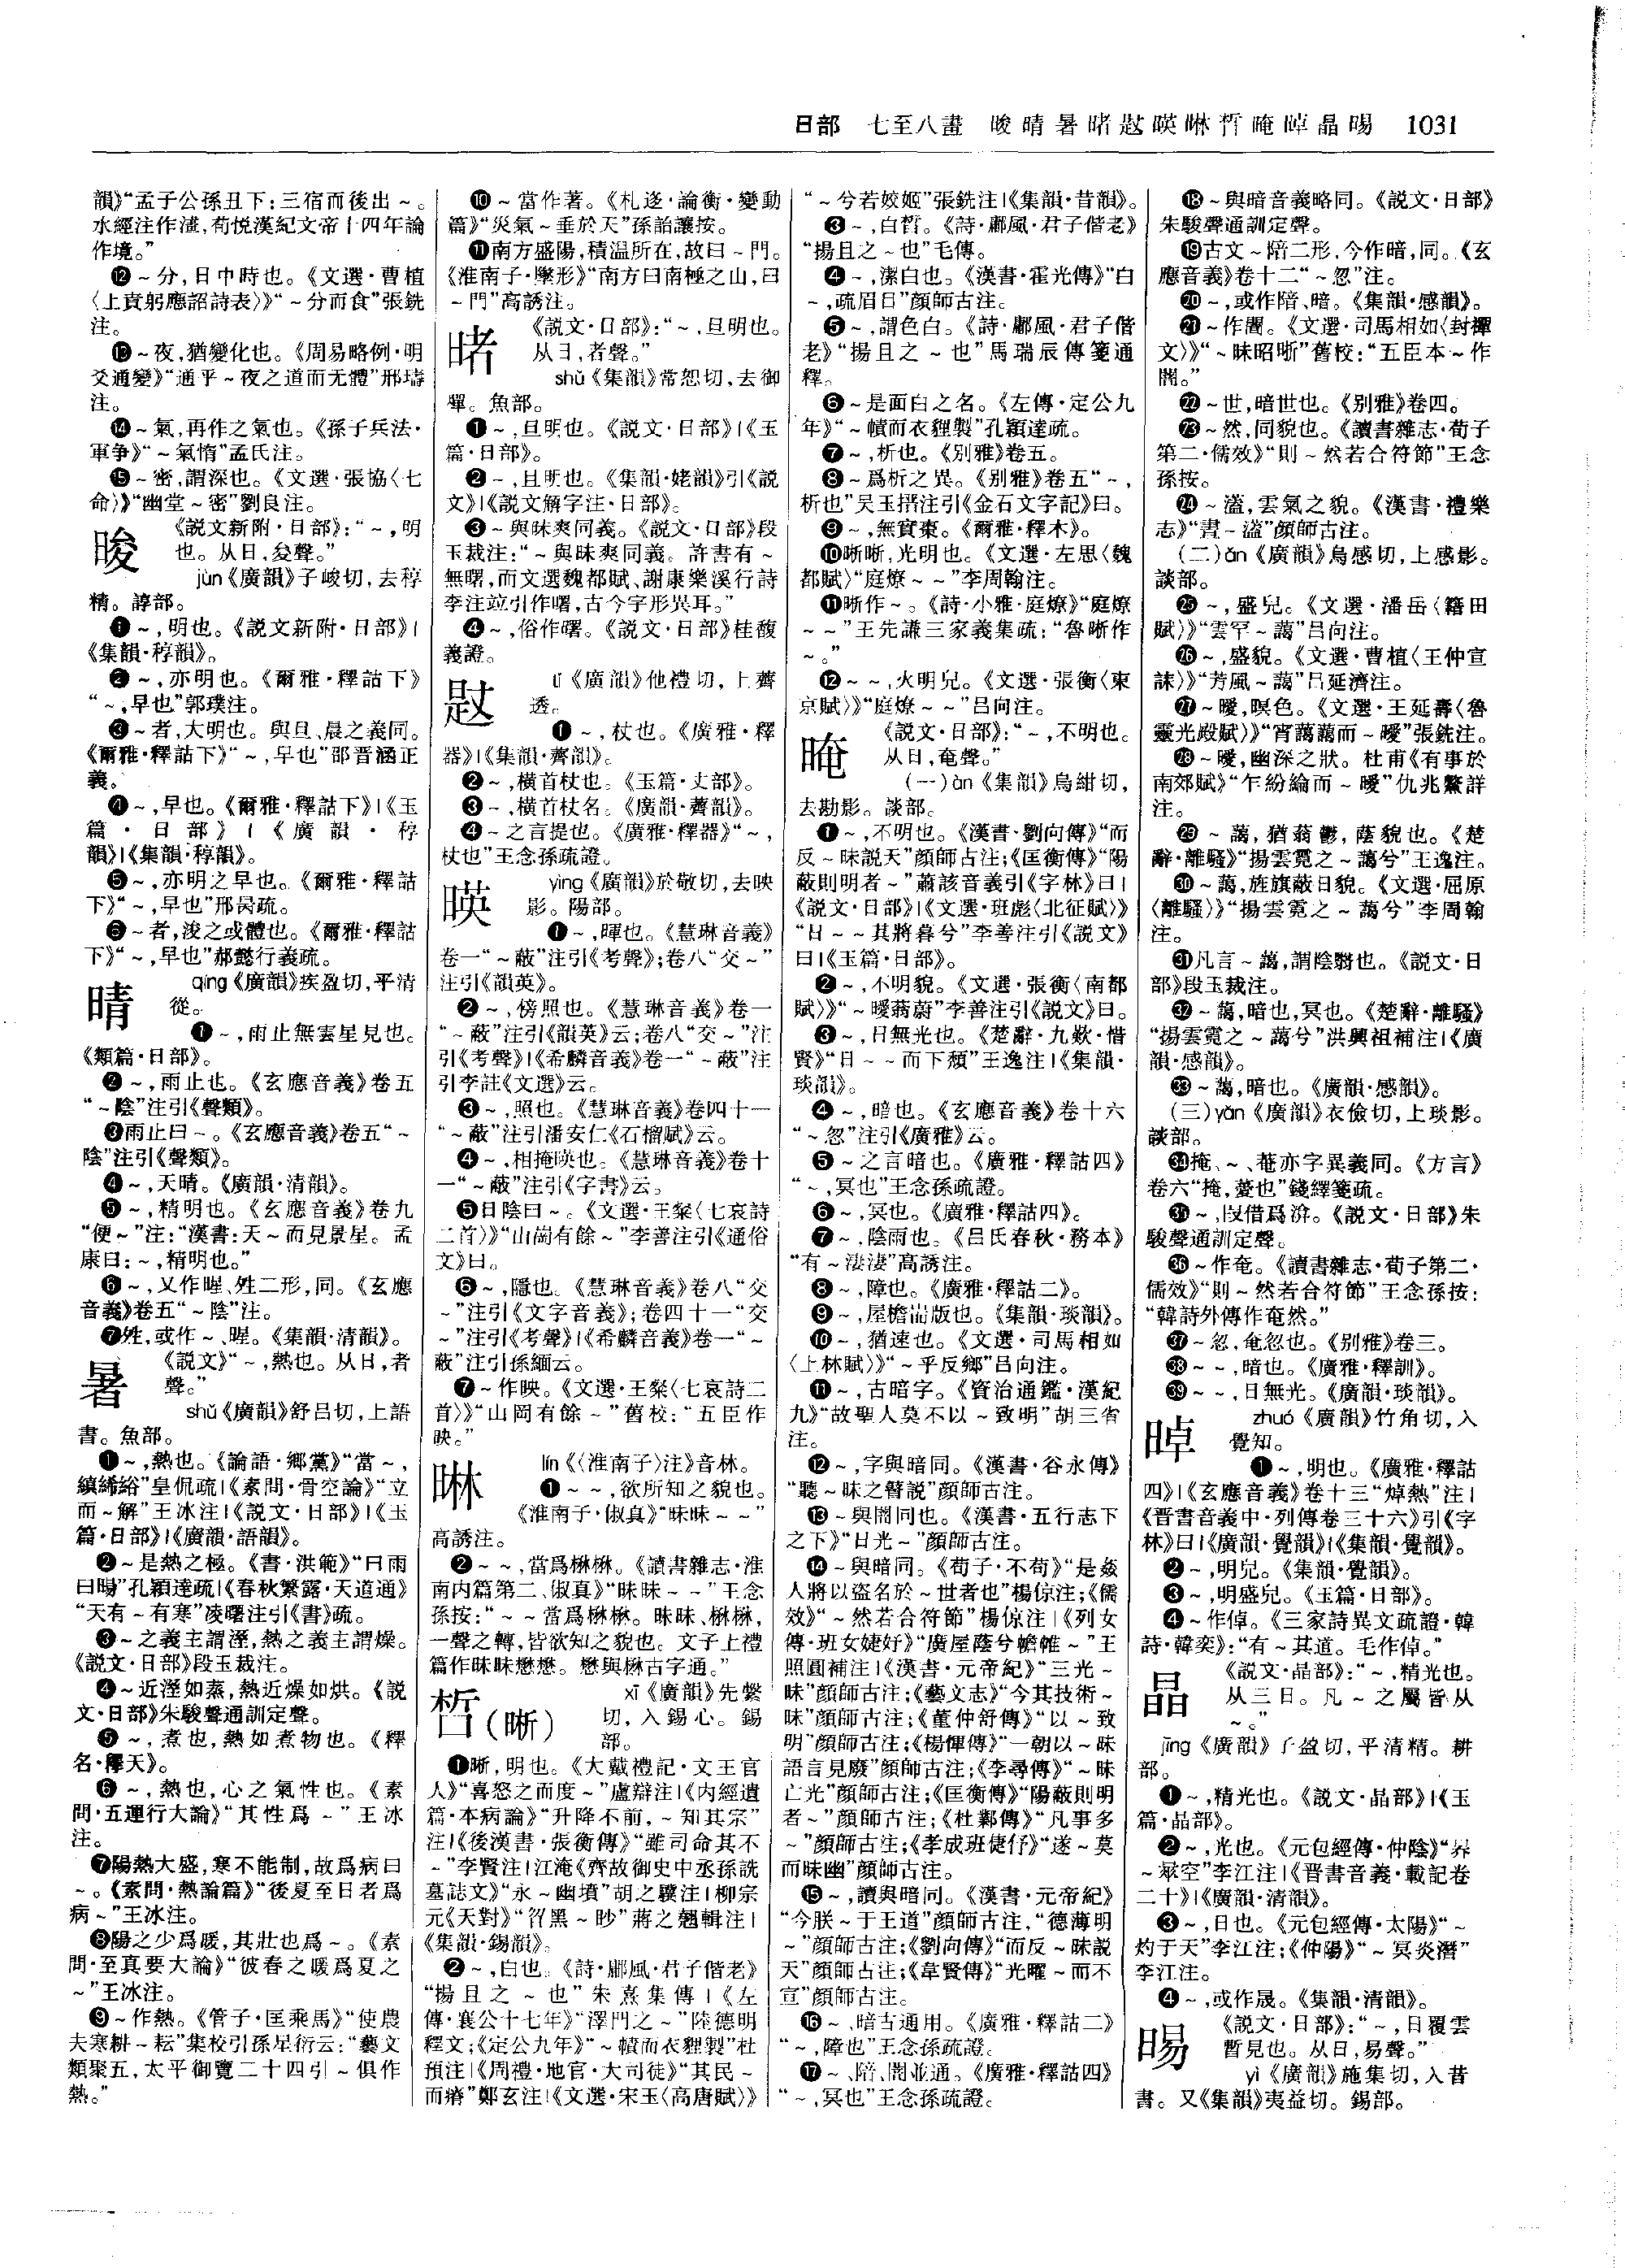 日部 七至八畫 晙晴暑睹𣅿暎晽晳晻晫晶晹 1031
韻》“孟子公孫丑下：三宿而後出～。
水經注作澅，荀悦漢紀文帝十四年論
作境。”
⓬～分，日中時也。《文選·曹植
〈上責躬應詔詩表〉》“～分而食”張銑
注。
⓭～夜，猶變化也。《周易略例·明
爻通變》“通乎～夜之道而无體”邢璹
注。
⓮～氣，再作之氣也。《孫子兵法·
軍争》“～氣惰”孟氏注。
⓯～密，謂深也。《文選·張協〈七
命〉》“幽堂～密”劉良注。
晙 《説文新附·日部》：“～，明
也。从日，夋聲。”
jùn《廣韻》子峻切，去稕
精。諄部。
❶～，明也。《説文新附·日部》|
《集韻·稕韻》。
❷～，亦明也。《爾雅·釋詁下》
“～，早也”郭璞注。
❸～者，大明也。與旦、晨之義同。
《爾雅·釋詁下》“～，早也”邵晋涵正
義。
❹～，早也。《爾雅·釋詁下》|《玉
篇·日部》|《廣韻·稕
韻》|《集韻·稕韻》。
❺～，亦明之早也。《爾雅·釋詁
下》“～，早也”邢昺疏。
❻～者，浚之或體也。《爾雅·釋詁
下》“～，早也”郝懿行義疏。
晴 qíng《廣韻》疾盈切，平清
從。
❶～，雨止無雲星見也。
《類篇·日部》。
❷～，雨止也。《玄應音義》卷五
“～陰”注引《聲類》。
❸雨止曰～。《玄應音義》卷五“～
陰”注引《聲類》。
❹～，天晴。《廣韻·清韻》。
❺～，精明也。《玄應音義》卷九
“便～”注：“漢書：天～而見景星。孟
康曰：～，精明也。”
❻～，又作暒、夝二形，同。《玄應
音義》卷五“～陰”注。
❼夝，或作～、暒。《集韻·清韻》。
暑 《説文》“～，熱也。从日，者
聲。”
shǔ《廣韻》舒吕切，上語
書。魚部。
❶～，熱也。《論語·鄉黨》“當～，
縝絺綌”皇侃疏|《素問·骨空論》“立
而～解”王冰注|《説文·日部》|《玉
篇·日部》|《廣韻·語韻》。
❷～是熱之極。《書·洪範》“曰雨
曰暘”孔穎達疏|《春秋繁露·天道通》
“天有～有寒”凌曙注引《書》疏。
❸～之義主謂溼，熱之義主謂燥。
《説文·日部》段玉裁注。
❹～近溼如蒸，熱近燥如烘。《説
文·日部》朱駿聲通訓定聲。
❺～，煮也，熱如煮物也。《釋
名·釋天》。
❻～，熱也，心之氣性也。《素
問·五運行大論》“其性爲～”王冰
注。
❼陽熱大盛，寒不能制，故爲病曰
～。《素問·熱論篇》“後夏至日者爲
病～”王冰注。
❽陽之少爲暖，其壯也爲～。《素
問·至真要大論》“彼春之暖爲夏之
～”王冰注。
❾～作熱。《管子·匡乘馬》“使農
夫寒耕～耘”集校引孫星衍云：“藝文
類聚五，太平御覽二十四引～俱作
熱。”
❿～當作著。《札迻·論衡·變動
篇》“災氣～垂於天”孫詒讓按。
⓫南方盛陽，積温所在，故曰～門。
《淮南子·墬形》“南方曰南極之山，曰
～門”高誘注。
睹 《説文·日部》：“～，旦明也。
从日，者聲。”
shǔ《集韻》常恕切，去御
禪。魚部。
❶～，旦明也。《説文·日部》|《玉
篇·日部》。
❷～，且明也。《集韻·姥韻》引《説
文》|《説文解字注·日部》。
❸～與昧爽同義。《説文·日部》段
玉裁注：“～與昧爽同義。許書有～
無曙，而文選魏都賦、謝康樂溪行詩
李注竝引作曙，古今字形異耳。”
❹～，俗作曙。《説文·日部》桂馥
義證。
tǐ《廣韻》他禮切，上薺
透。
❶～，杖也。《廣雅·釋
器》|《集韻·薺韻》。
❷～，横首杖也。《玉篇·丈部》。
❸～，横首杖名。《廣韻·薺韻》。
❹～之言提也。《廣雅·釋器》“～，
杖也”王念孫疏證。
暎 yìng《廣韻》於敬切，去映
影。陽部。
❶～，暉也。《慧琳音義》
卷一“～蔽”注引《考聲》；卷八“交～”
注引《韻英》。
❷～，傍照也。《慧琳音義》卷一
“～蔽”注引《韻英》云；卷八“交～”注
引《考聲》|《希麟音義》卷一“～蔽”注
引李註《文選》云。
❸～，照也。《慧琳音義》卷四十一
“～蔽”注引潘安仁《石榴賦》云。
❹～，相掩暎也。《慧琳音義》卷十
一“～蔽”注引《字書》云。
❺日陰曰～。《文選·王粲〈七哀詩
二首〉》“山崗有餘～”李善注引《通俗
文》曰。
❻～，隱也。《慧琳音義》卷八“交
～”注引《文字音義》；卷四十一“交
～”注引《考聲》|《希麟音義》卷一“～
蔽”注引孫緬云。
❼～作映。《文選·王粲〈七哀詩二
首〉》“山岡有餘～”舊校：“五臣作
映。”
晽 lín《〈淮南子〉注》音林。
❶～～，欲所知之貌也。
《淮南子·俶真》“昧昧～～”
高誘注。
❷～～，當爲楙楙。《讀書雜志·淮
南内篇第二、俶真》“昧昧～～”王念
孫按：“～～當爲楙楙。昧昧、楙楙，
一聲之轉，皆欲知之貌也。文子上禮
篇作昧昧懋懋。懋與楙古字通。”
晳（晰） xī《廣韻》先擊
切，入錫心。錫
部。
❶晰，明也。《大戴禮記·文王官
人》“喜怒之而度～”盧辯注|《内經遺
篇·本病論》“升降不前，～知其宗”
注|《後漢書·張衡傳》“雖司命其不
～”李賢注|江淹《齊故御史中丞孫詵
墓誌文》“永～幽墳”胡之驥注|柳宗
元《天對》“曶黑～眇”蔣之翹輯注|
《集韻·錫韻》。
❷～，白也。《詩·鄘風·君子偕老》
“揚且之～也”朱熹集傳|《左
傳·襄公十七年》“澤門之～”陸德明
釋文；《定公九年》“～幘而衣貍製”杜
預注|《周禮·地官·大司徒》“其民～
而瘠”鄭玄注|《文選·宋玉〈高唐賦〉》
“～兮若姣姬”張銑注|《集韻·昔韻》。
❸～，白晳。《詩·鄘風·君子偕老》
“揚且之～也”毛傳。
❹～，潔白也。《漢書·霍光傳》“白
～，疏眉目”顔師古注。
❺～，謂色白。《詩·鄘風·君子偕
老》“揚且之～也”馬瑞辰傳箋通
釋。
❻～是面白之名。《左傳·定公九
年》“～幘而衣貍製”孔穎達疏。
❼～，析也。《别雅》卷五。
❽～爲析之異。《别雅》卷五“～，
析也”吴玉搢注引《金石文字記》曰。
❾～，無實棗。《爾雅·釋木》。
❿晰晰，光明也。《文選·左思〈魏
都賦〉“庭燎～～”李周翰注。
⓫晰作～。《詩·小雅·庭燎》“庭燎
～～”王先謙三家義集疏：“魯晰作
～。”
⓬～～，火明皃。《文選·張衡〈東
京賦〉》“庭燎～～”吕向注。
晻 《説文·日部》：“～，不明也。
从日，奄聲。”
（一）àn《集韻》烏紺切，
去勘影。談部。
❶～，不明也。《漢書·劉向傳》“而
反～昧説天”顔師古注；《匡衡傳》“陽
蔽則明者～”蕭該音義引《字林》曰|
《説文·日部》|《文選·班彪〈北征賦〉》
“日～～其將暮兮”李善注引《説文》
曰|《玉篇·日部》。
❷～，不明貌。《文選·張衡〈南都
賦〉》“～曖蓊蔚”李善注引《説文》曰。
❸～，日無光也。《楚辭·九歎·惜
賢》“日～～而下頹”王逸注|《集韻·
琰韻》。
❹～，暗也。《玄應音義》卷十六
“～忽”注引《廣雅》云。
❺～之言暗也。《廣雅·釋詁四》
“～，冥也”王念孫疏證。
❻～，冥也。《廣雅·釋詁四》。
❼～，陰雨也。《吕氏春秋·務本》
“有～淒淒”高誘注。
❽～，障也。《廣雅·釋詁二》。
❾～，屋檐耑版也。《集韻·琰韻》。
❿～，猶速也。《文選·司馬相如
〈上林賦〉》“～乎反鄉”吕向注。
⓫～，古暗字。《資治通鑑·漢紀
九》“故聖人莫不以～致明”胡三省
注。
⓬～，字與暗同。《漢書·谷永傳》
“聽～昧之瞽説”顔師古注。
⓭～與闇同也。《漢書·五行志下
之下》“日光～”顔師古注。
⓮～與暗同。《荀子·不苟》“是姦
人將以盗名於～世者也”楊倞注；《儒
效》“～然若合符節”楊倞注|《列女
傳·班女婕妤》“廣屋蔭兮幨帷～”王
照圓補注|《漢書·元帝紀》“三光～
昧”顔師古注；《藝文志》“今其技術～
昧”顔師古注；《董仲舒傳》“以～致
明”顔師古注；《楊惲傳》“一朝以～昧
語言見廢”顔師古注；《李尋傳》“～昧
亡光”顔師古注；《匡衡傳》“陽蔽則明
者～”顔師古注；《杜鄴傳》“凡事多
～”顔師古注；《孝成班倢伃》“遂～莫
而昧幽”顔師古注。
⓯～，讀與暗同。《漢書·元帝紀》
“今朕～于王道”顔師古注，“德薄明
～”顔師古注；《劉向傳》“而反～昧説
天”顔師古注；《韋賢傳》“光曜～而不
宣”顔師古注。
⓰～、暗古通用。《廣雅·釋詁二》
“～，障也”王念孫疏證。
⓱～、陪、闇並通。《廣雅·釋詁四》
“～，冥也”王念孫疏證。
⓲～與暗音義略同。《説文·日部》
朱駿聲通訓定聲。
⓳古文～陪二形，今作暗，同。《玄
應音義》卷十二“～忽”注。
⓴～，或作陪、暗。《集韻·感韻》。
㉑～作闇。《文選·司馬相如〈封禪
文〉》“～昧昭晰”舊校：“五臣本～作
闇。”
㉒～世，暗世也。《别雅》卷四。
㉓～然，同貌也。《讀書雜志·荀子
第二·儒效》“則～然若合符節”王念
孫按。
㉔～溘，雲氣之貌。《漢書·禮樂
志》“晝～溘”顔師古注。
（二）ǎn《廣韻》烏感切，上感影。
談部。
㉕～，盛皃。《文選·潘岳〈籍田
賦〉》“雲罕～藹”吕向注。
㉖～，盛貌。《文選·曹植〈王仲宣
誄〉》“芳風～藹”吕延濟注。
㉗～曖，暝色。《文選·王延壽〈魯
靈光殿賦〉》“宵藹藹而～曖”張銑注。
㉘～曖，幽深之狀。杜甫《有事於
南郊賦》“乍紛綸而～曖”仇兆鰲詳
注。
㉙～藹，猶蓊鬱，蔭貌也。《楚
辭·離騷》“揚雲霓之～藹兮”王逸注。
㉚～藹，旌旗蔽日貌。《文選·屈原
〈離騷〉》“揚雲霓之～藹兮”李周翰
注。
㉛凡言～藹，謂陰翳也。《説文·日
部》段玉裁注。
㉜～藹，暗也，冥也。《楚辭·離騷》
“揚雲霓之～藹兮”洪興祖補注|《廣
韻·感韻》。
㉝～藹，暗也。《廣韻·感韻》。
（三）yǎn《廣韻》衣儉切，上琰影。
談部。
㉞掩、～、菴亦字異義同。《方言》
卷六“掩，薆也”錢繹箋疏。
㉟～，叚借爲渰。《説文·日部》朱
駿聲通訓定聲。
㊱～作奄。《讀書雜志·荀子第二·
儒效》“則～然若合符節”王念孫按：
“韓詩外傳作奄然。”
㊲～忽，奄忽也。《别雅》卷三。
㊳～～，暗也。《廣雅·釋訓》。
㊴～～，日無光。《廣韻·琰韻》。
晫 zhuó《廣韻》竹角切，入
覺知。
❶～，明也。《廣雅·釋詁
四》|《玄應音義》卷十三“焯熱”注|
《晋書音義中·列傳卷三十六》引《字
林》曰|《廣韻·覺韻》|《集韻·覺韻》。
❷～，明皃。《集韻·覺韻》。
❸～，明盛皃。《玉篇·日部》。
❹～作倬。《三家詩異文疏證·韓
詩·韓奕》：“有～其道。毛作倬。”
晶 《説文·晶部》：“～，精光也。
从三日。凡～之屬皆从
～。”
jīng《廣韻》子盈切，平清精。耕
部。
❶～，精光也。《説文·晶部》|《玉
篇·晶部》。
❷～，光也。《元包經傳·仲陰》“昇
～翠空”李江注|《晋書音義·載記卷
二十》|《廣韻·清韻》。
❸～，日也。《元包經傳·太陽》“～
灼于天”李江注；《仲陽》“～冥炎潛”
李江注。
❹～，或作晟。《集韻·清韻》。
晹 《説文·日部》：“～，日覆雲
暫見也。从日，易聲。”
yì《廣韻》施隻切，入昔
書。又《集韻》夷益切。錫部。